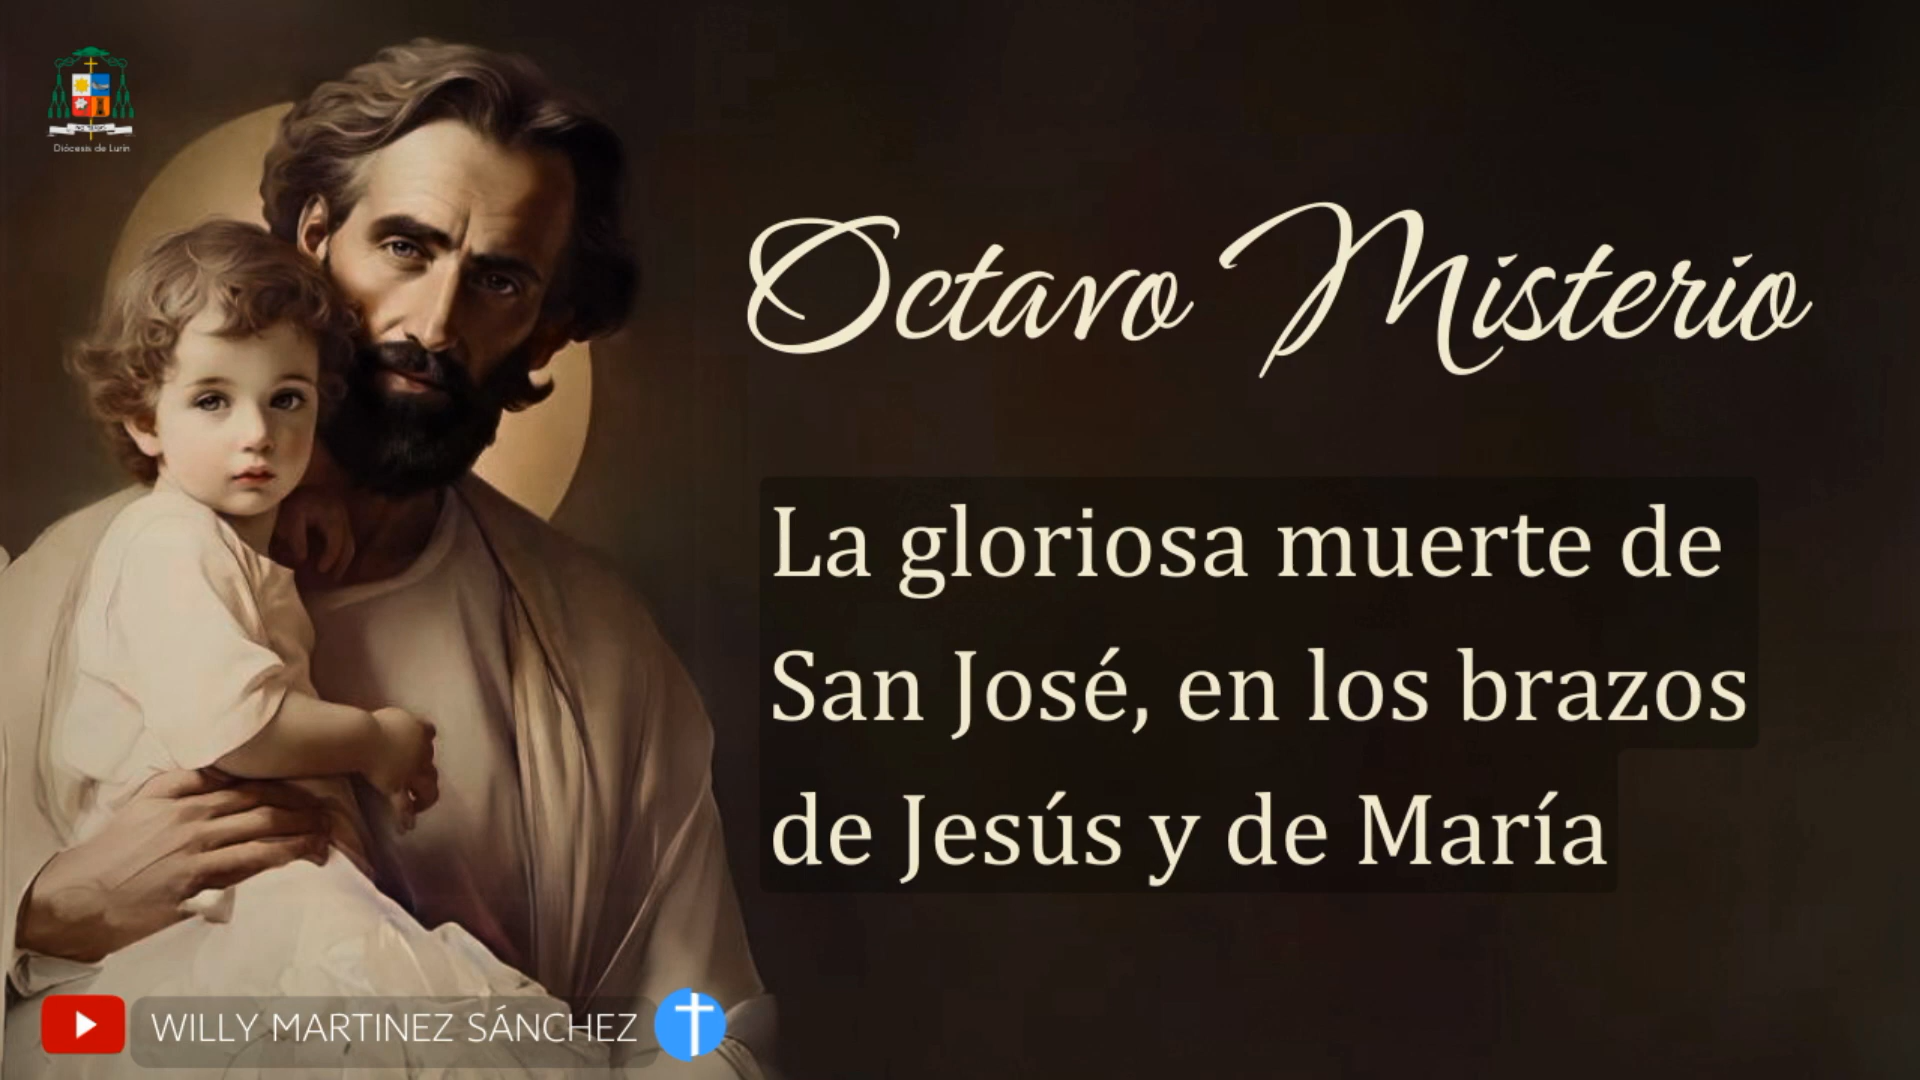 Diócesis de Lurín
Octavo Misterio
La gloriosa muerte de
San José, en los brazos
de Jesús y de María
WILLY MARTINEZ SÁNCHEZ